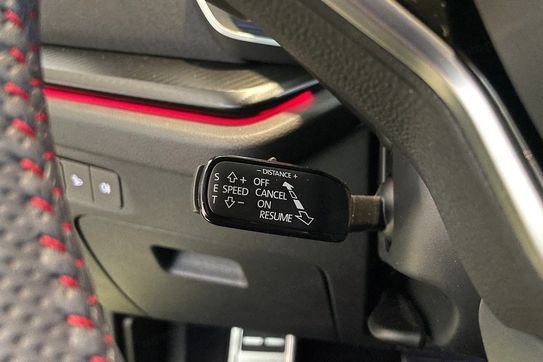 - DISTANCE +
S + OFF
E SPEED CANCEL
T - ON
RESUME